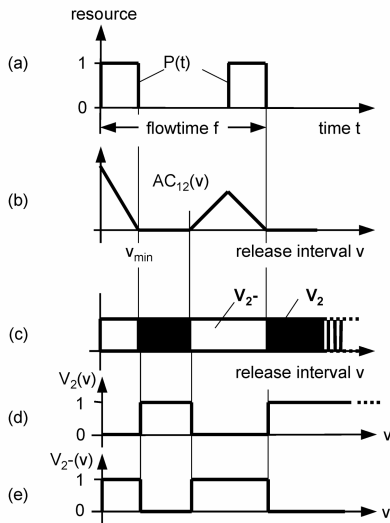 resource
(a)
1
P(t)
0
flowtime f
time t
(b)
AC12(v)
vmin
release interval v
(c)
V2-
V2
release interval v
(d)
V2(v)
1
0
v
(e)
V2-(v)
1
0
v